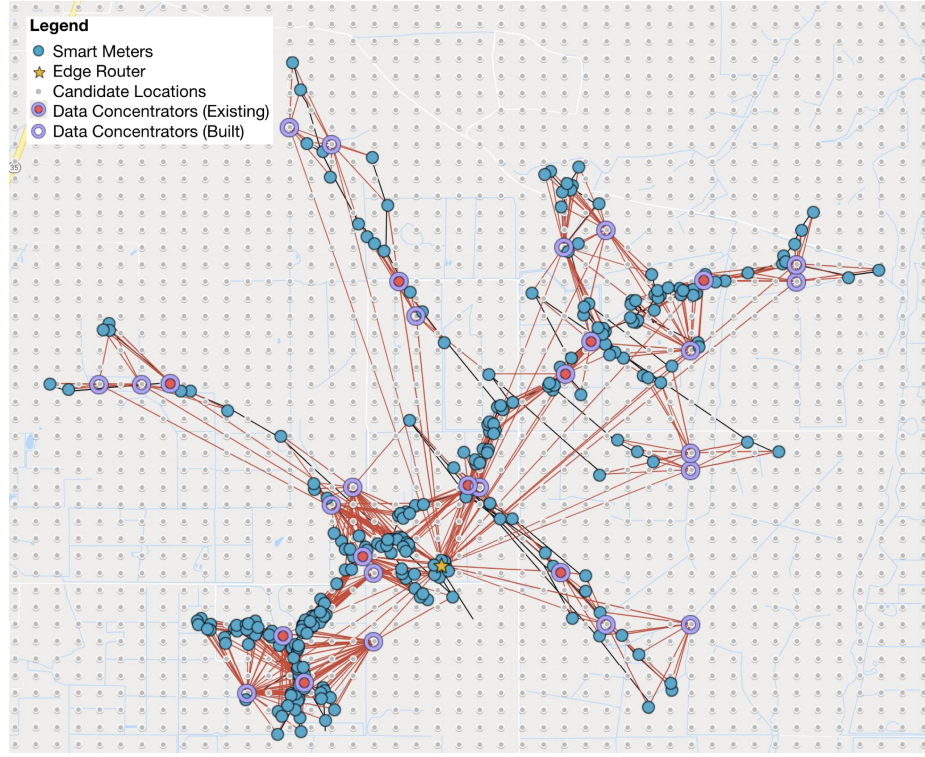 Legend
Smart Meters
Edge Router
Candidate Locations
Data Concentrators (Existing)
Data Concentrators (Built)
35